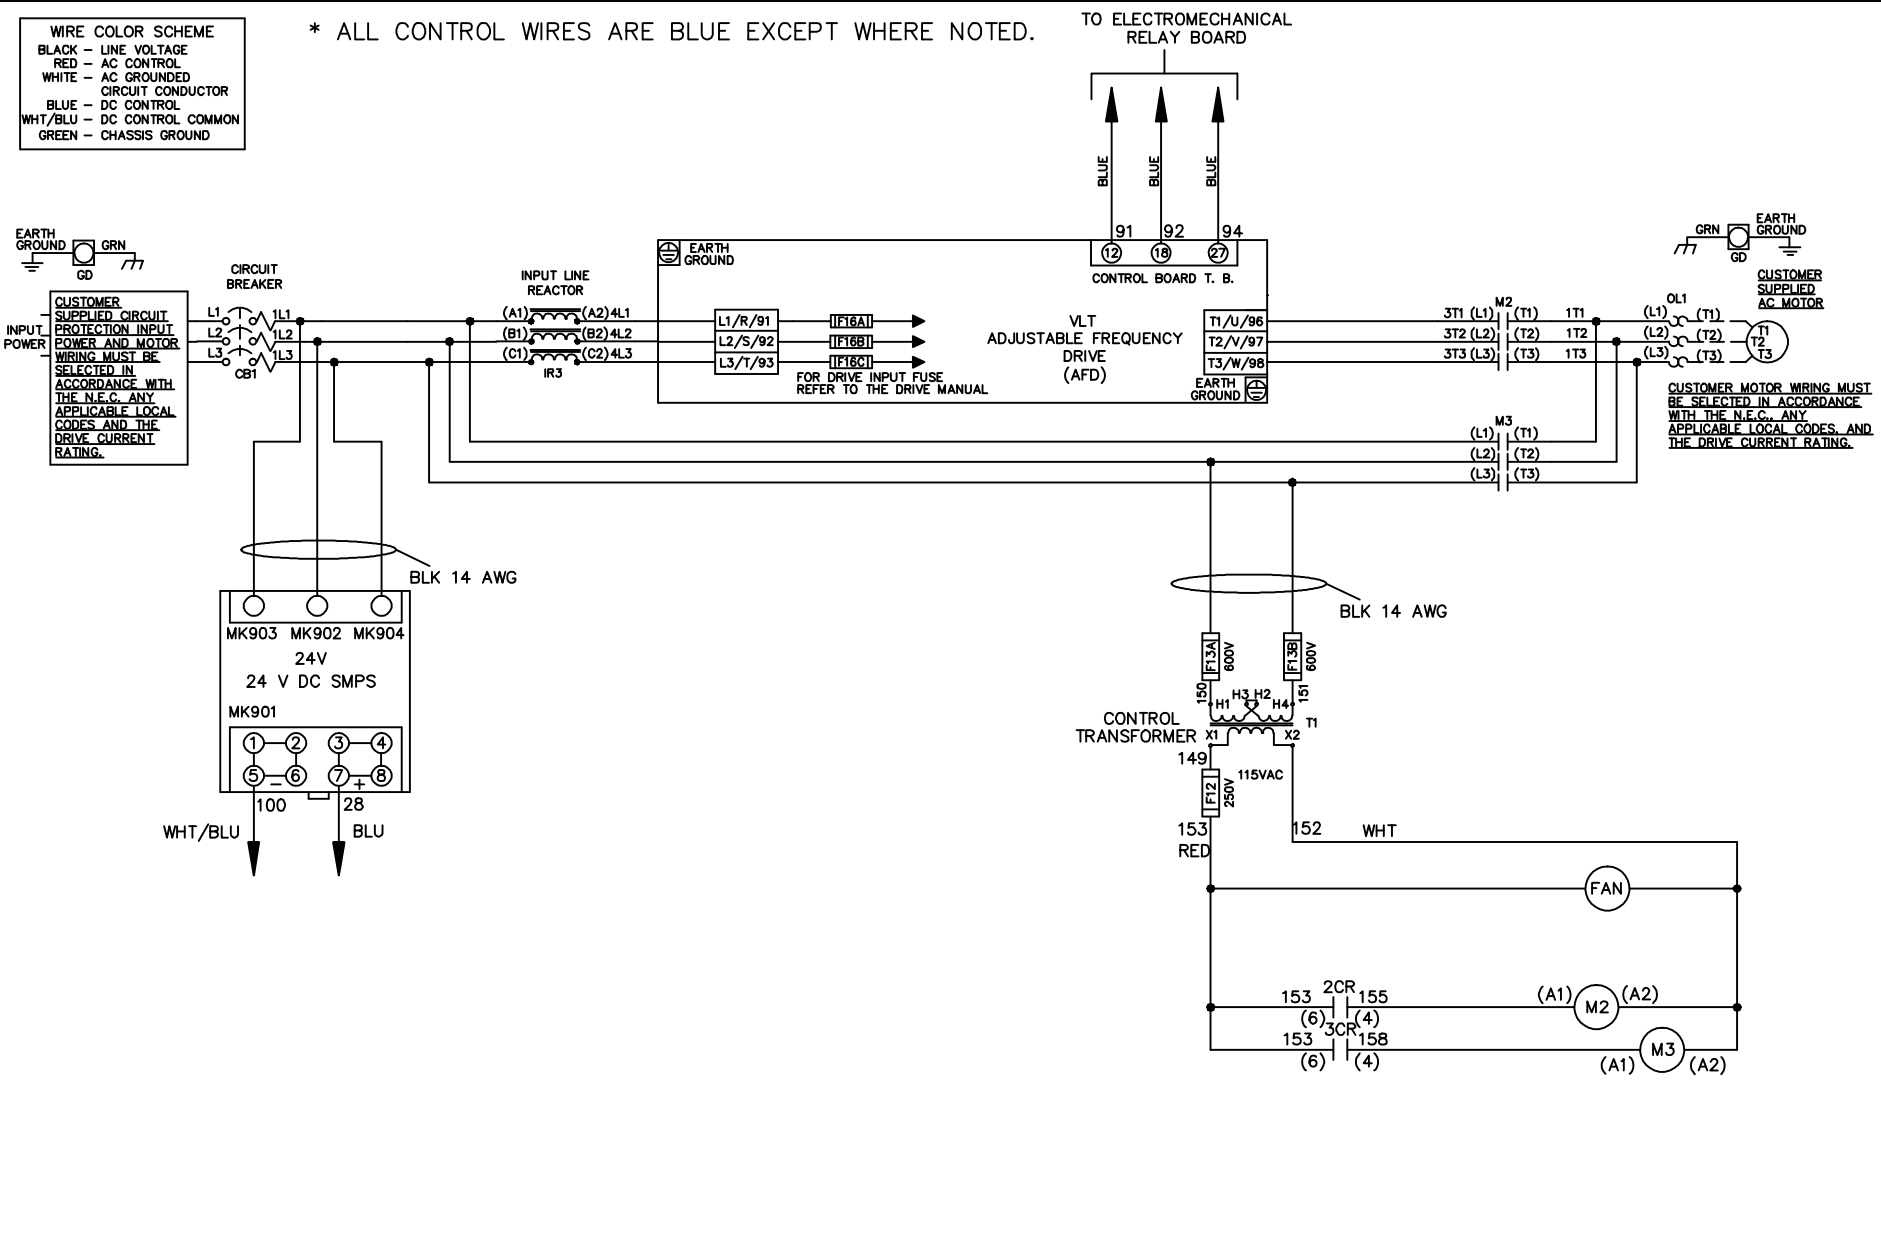 WIRE COLOR SCHEME
BLACK – LINE VOLTAGE
RED – AC CONTROL
WHITE – AC GROUNDED
CIRCUIT CONDUCTOR
BLUE – DC CONTROL
WHT/BLU – DC CONTROL COMMON
GREEN – CHASSIS GROUND
* ALL CONTROL WIRES ARE BLUE EXCEPT WHERE NOTED.
TO ELECTROMECHANICAL
RELAY BOARD
BLUE
BLUE
BLUE
91 92 94
12 18 27
CONTROL BOARD T. B.
EARTH
GROUND
GRN
GD
CUSTOMER
SUPPLIED CIRCUIT
PROTECTION INPUT
POWER AND MOTOR
WIRING MUST BE
SELECTED IN
ACCORDANCE WITH
THE N.E.C. ANY
APPLICABLE LOCAL
CODES AND THE
DRIVE CURRENT
RATING.
INPUT
POWER
CIRCUIT
BREAKER
L1 1L1
L2 1L2
L3 1L3
CB1
INPUT LINE
REACTOR
(A1) (A2) 4L1
(B1) (B2) 4L2
(C1) (C2) 4L3
IR3
EARTH
GROUND
L1/R/91 F16A
L2/S/92 F16B
L3/T/93 F16C
FOR DRIVE INPUT FUSE
REFER TO THE DRIVE MANUAL
VLT
ADJUSTABLE FREQUENCY
DRIVE
(AFD)
T1/U/96
T2/V/97
T3/W/98
EARTH
GROUND
M2
3T1 (L1) (T1) 1T1
3T2 (L2) (T2) 1T2
3T3 (L3) (T3) 1T3
OL1
(L1) (T1)
(L2) (T2)
(L3) (T3)
T1
T2
T3
GRN
GD
EARTH
GROUND
CUSTOMER
SUPPLIED
AC MOTOR
CUSTOMER MOTOR WIRING MUST
BE SELECTED IN ACCORDANCE
WITH THE N.E.C., ANY
APPLICABLE LOCAL CODES, AND
THE DRIVE CURRENT RATING.
M3
(L1) (T1)
(L2) (T2)
(L3) (T3)
BLK 14 AWG
MK903 MK902 MK904
24V
24 V DC SMPS
MK901
1 2 3 4
5 – 6 7 + 8
100 28
WHT/BLU BLU
BLK 14 AWG
F13A 600V
F13B 600V
150 151
H1 H3 H2 H4
T1
CONTROL
TRANSFORMER
X1 X2
149
115VAC
F12 250V
153
RED
152 WHT
FAN
2CR
153 155
(6) (4)
(A1) M2 (A2)
3CR
153 158
(6) (4)
(A1) M3 (A2)